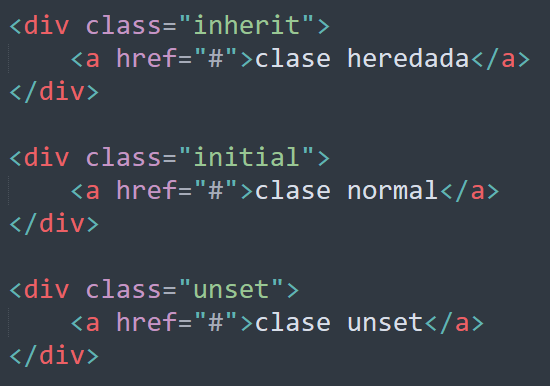 <div class="inherit">
    <a href="#">clase heredada</a>
</div>

<div class="initial">
    <a href="#">clase normal</a>
</div>

<div class="unset">
    <a href="#">clase unset</a>
</div>